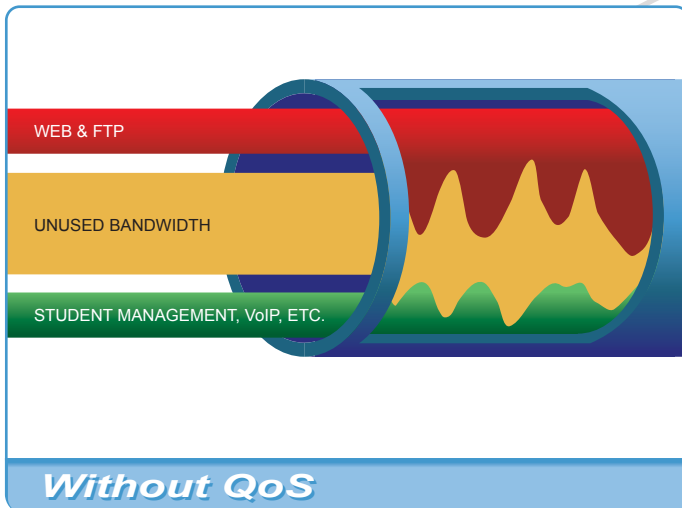 WEB & FTP
UNUSED BANDWIDTH
STUDENT MANAGEMENT, VoIP, ETC.
Without QoS